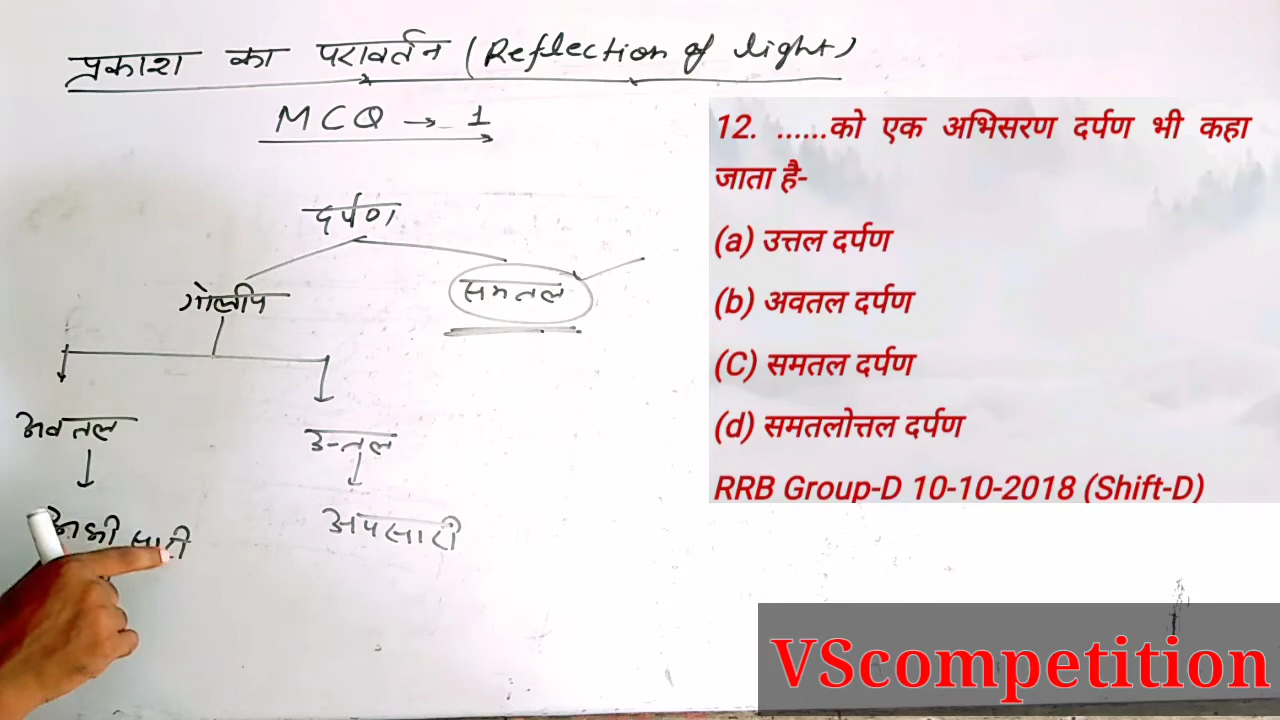 प्रकाश का परावर्तन (Reflection of light)
MCQ → 1
दर्पण
गोलीय
समतल
अवतल
उत्तल
अभीसारी
अपसारी
12. ......को एक अभिसरण दर्पण भी कहा
जाता है-
(a) उत्तल दर्पण
(b) अवतल दर्पण
(C) समतल दर्पण
(d) समतलोत्तल दर्पण
RRB Group-D 10-10-2018 (Shift-D)
VScompetition